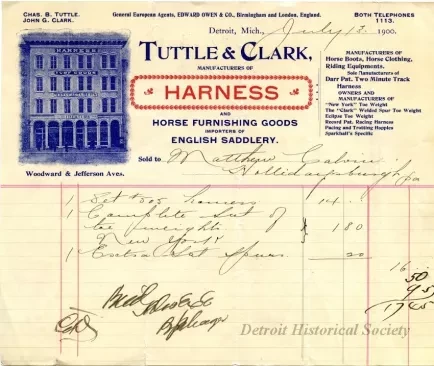 CHAS. B. TUTTLE.
JOHN G. CLARK.
General European Agents, EDWARD OWEN & CO., Birmingham and London, England.
BOTH TELEPHONES
1113.
Detroit, Mich., July 13 1900.
TUTTLE & CLARK,
MANUFACTURERS OF
HARNESS
AND
HORSE FURNISHING GOODS
IMPORTERS OF
ENGLISH SADDLERY.
MANUFACTURERS OF
Horse Boots, Horse Clothing,
Riding Equipments.
Sole Manufacturers of
Darr Pat. Two Minute Track
Harness
OWNERS AND
MANUFACTURERS OF
"New York" Toe Weight
The "Clark" Welded Spur Toe Weight
Eclipse Toe Weight
Record Pat. Racing Harness
Pacing and Trotting Hopples
Sparkhall's Specific
HARNESS
Woodward & Jefferson Aves.
Sold to Matthew Calvin
Hollidaysburgh Pa
1 Set 505 harness 14
1 Complete Set of
toe weights 1 80
New York
1 Extra Set Spurs. 20
16
50
95
17 45
Detroit Historical Society